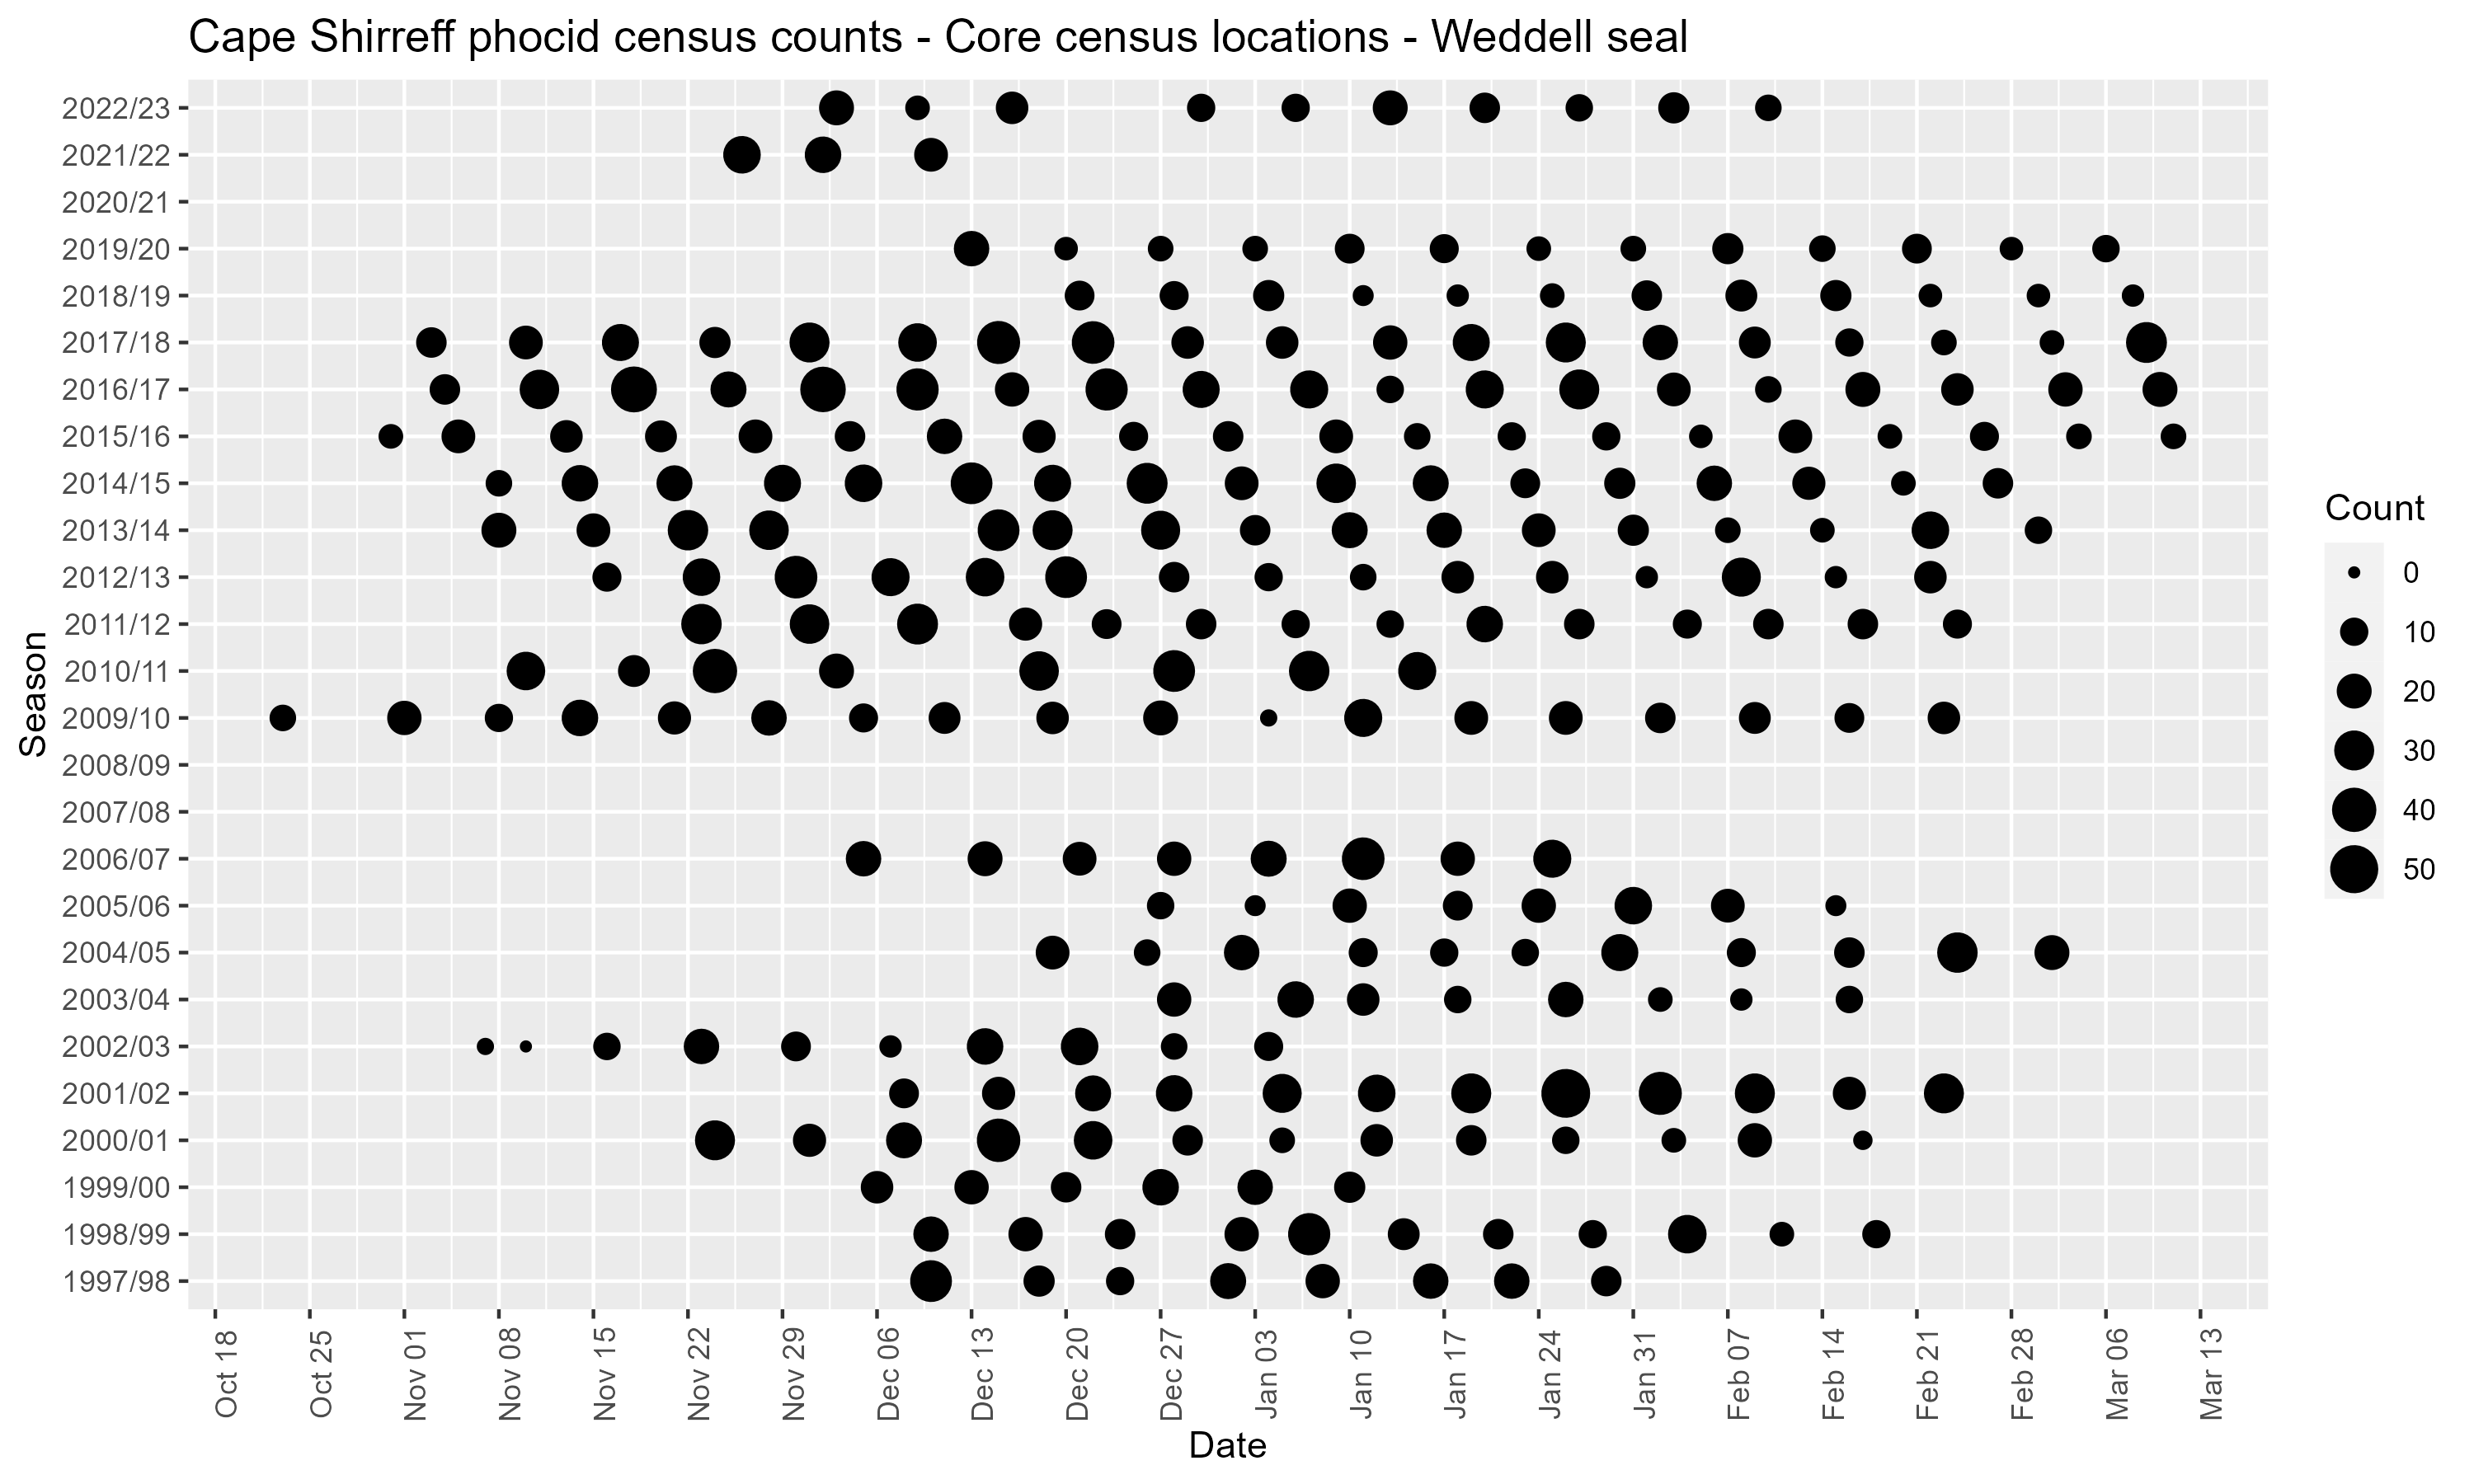 Cape Shirreff phocid census counts - Core census locations - Weddell seal
Season
2022/23
2021/22
2020/21
2019/20
2018/19
2017/18
2016/17
2015/16
2014/15
2013/14
2012/13
2011/12
2010/11
2009/10
2008/09
2007/08
2006/07
2005/06
2004/05
2003/04
2002/03
2001/02
2000/01
1999/00
1998/99
1997/98
Oct 18
Oct 25
Nov 01
Nov 08
Nov 15
Nov 22
Nov 29
Dec 06
Dec 13
Dec 20
Dec 27
Jan 03
Jan 10
Jan 17
Jan 24
Jan 31
Feb 07
Feb 14
Feb 21
Feb 28
Mar 06
Mar 13
Date
Count
0
10
20
30
40
50